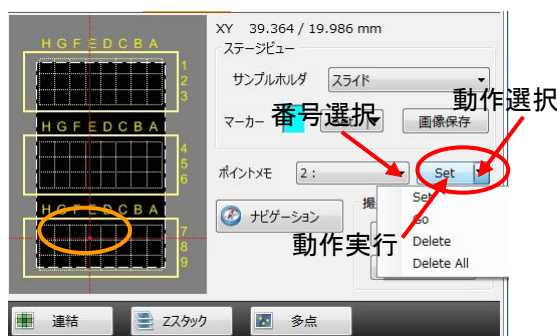 XY 39.364 / 19.986 mm
ステージビュー
H G F E D C B A
1
2
3
サンプルホルダ スライド
番号選択
動作選択
マーカー
画像保存
H G F E D C B A
4
5
6
ポイントメモ 2 : Set
H G F E D C B A
7
8
9
ナビゲーション
撮
Set
Go
Delete
Delete All
動作実行
連結 Zスタック 多点